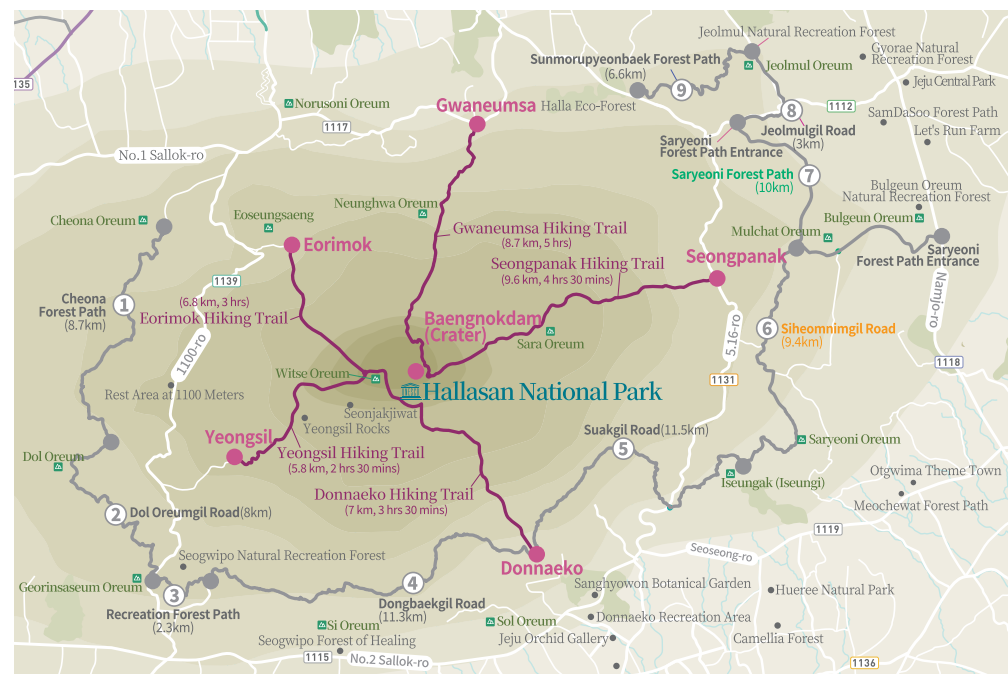 Jeolmul Natural Recreation Forest
Sunmorupyeonbaek Forest Path
(6.6km)
9
Jeolmul Oreum
Gyorae Natural
Recreation Forest
Jeju Central Park
135
Norusoni Oreum
Gwaneumsa
Halla Eco-Forest
8
1112
SamDaSoo Forest Path
1117
Jeolmulgil Road
(3km)
Let's Run Farm
No.1 Sallok-ro
Saryeoni
Forest Path Entrance
Saryeoni Forest Path
(10km)
7
Bulgeun Oreum
Natural Recreation Forest
Neunghwa Oreum
Cheona Oreum
Eoseungsaeng
Bulgeun Oreum
Gwaneumsa Hiking Trail
(8.7 km, 5 hrs)
Mulchat Oreum
Eorimok
Saryeoni
Forest Path Entrance
Seongpanak
Seongpanak Hiking Trail
(9.6 km, 4 hrs 30 mins)
1139
Cheona
Forest Path
(8.7km)
1
(6.8 km, 3 hrs)
Eorimok Hiking Trail
Baengnokdam
(Crater)
Namjo-ro
6
Siheomnimgil Road
(9.4km)
5.16-ro
Sara Oreum
1100-ro
1118
Witse Oreum
1131
Rest Area at 1100 Meters
Hallasan National Park
Seonjakjiwat
Yeongsil Rocks
Yeongsil
Suakgil Road(11.5km)
5
Saryeoni Oreum
Dol Oreum
Yeongsil Hiking Trail
(5.8 km, 2 hrs 30 mins)
Iseungak (Iseungi)
Otgwima Theme Town
Donnaeko Hiking Trail
(7 km, 3 hrs 30 mins)
Meochewat Forest Path
2
Dol Oreumgil Road(8km)
1119
Seogwipo Natural Recreation Forest
Seoseong-ro
Donnaeko
Georinsaseum Oreum
3
4
Sanghyowon Botanical Garden
Hueree Natural Park
Recreation Forest Path
(2.3km)
Dongbaekgil Road
(11.3km)
Donnaeko Recreation Area
Si Oreum
Sol Oreum
Seogwipo Forest of Healing
Jeju Orchid Gallery
Camellia Forest
1115
No.2 Sallok-ro
1136